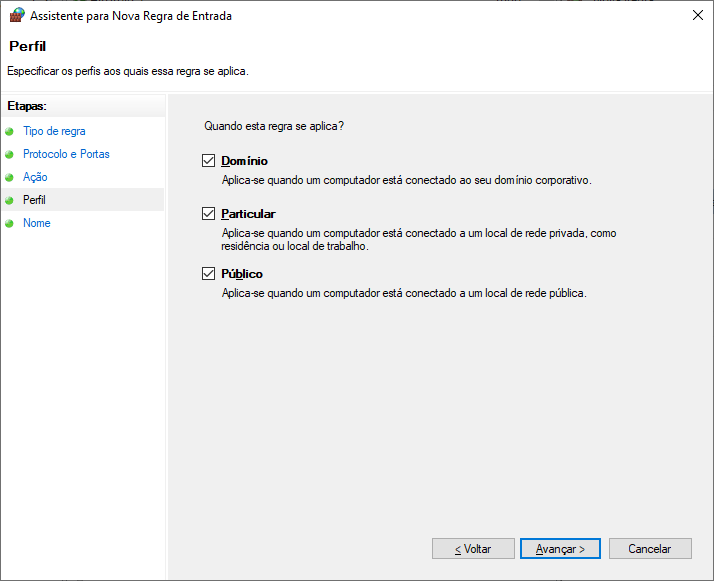 Assistente para Nova Regra de Entrada
Perfil
Especificar os perfis aos quais essa regra se aplica.
Etapas:
Tipo de regra
Protocolo e Portas
Ação
Perfil
Nome
Quando esta regra se aplica?
Domínio
Aplica-se quando um computador está conectado ao seu domínio corporativo.
Particular
Aplica-se quando um computador está conectado a um local de rede privada, como
residência ou local de trabalho.
Público
Aplica-se quando um computador está conectado a um local de rede pública.
< Voltar
Avançar >
Cancelar